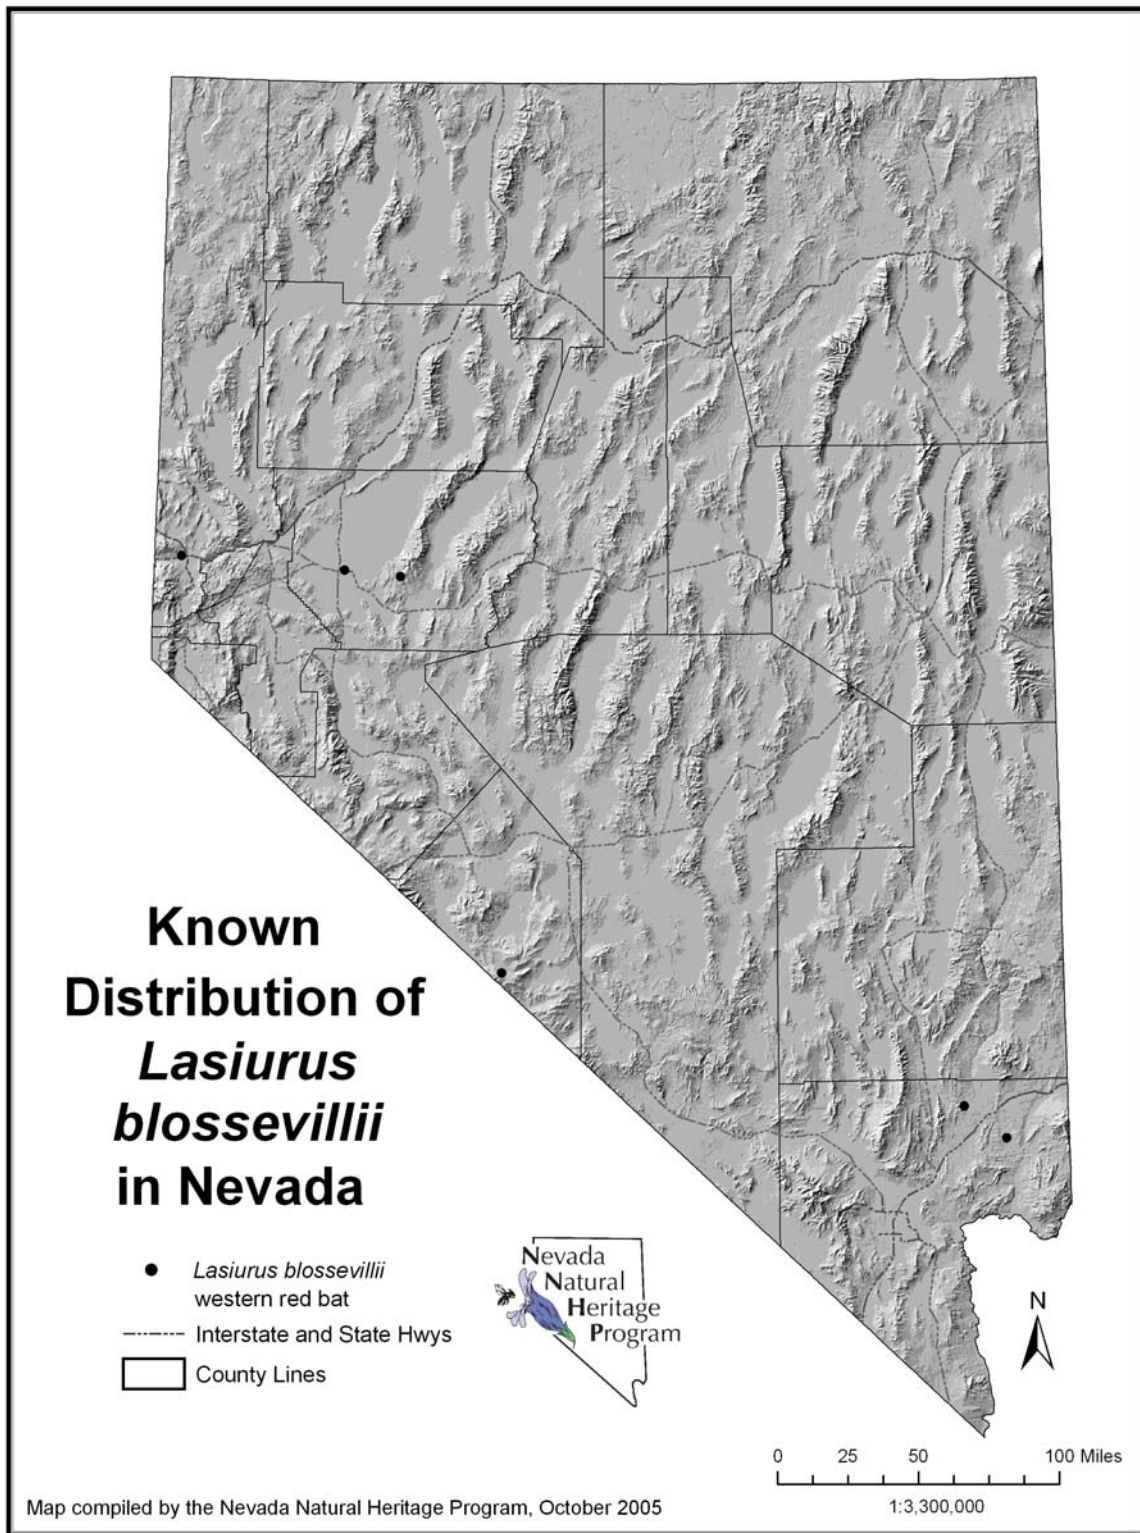 Known
Distribution of
Lasiurus
blossevillii
in Nevada
Lasiurus blossevillii
western red bat
Interstate and State Hwys
County Lines
Nevada
Natural
Heritage
Program
N
0 25 50 100 Miles
1:3,300,000
Map compiled by the Nevada Natural Heritage Program, October 2005